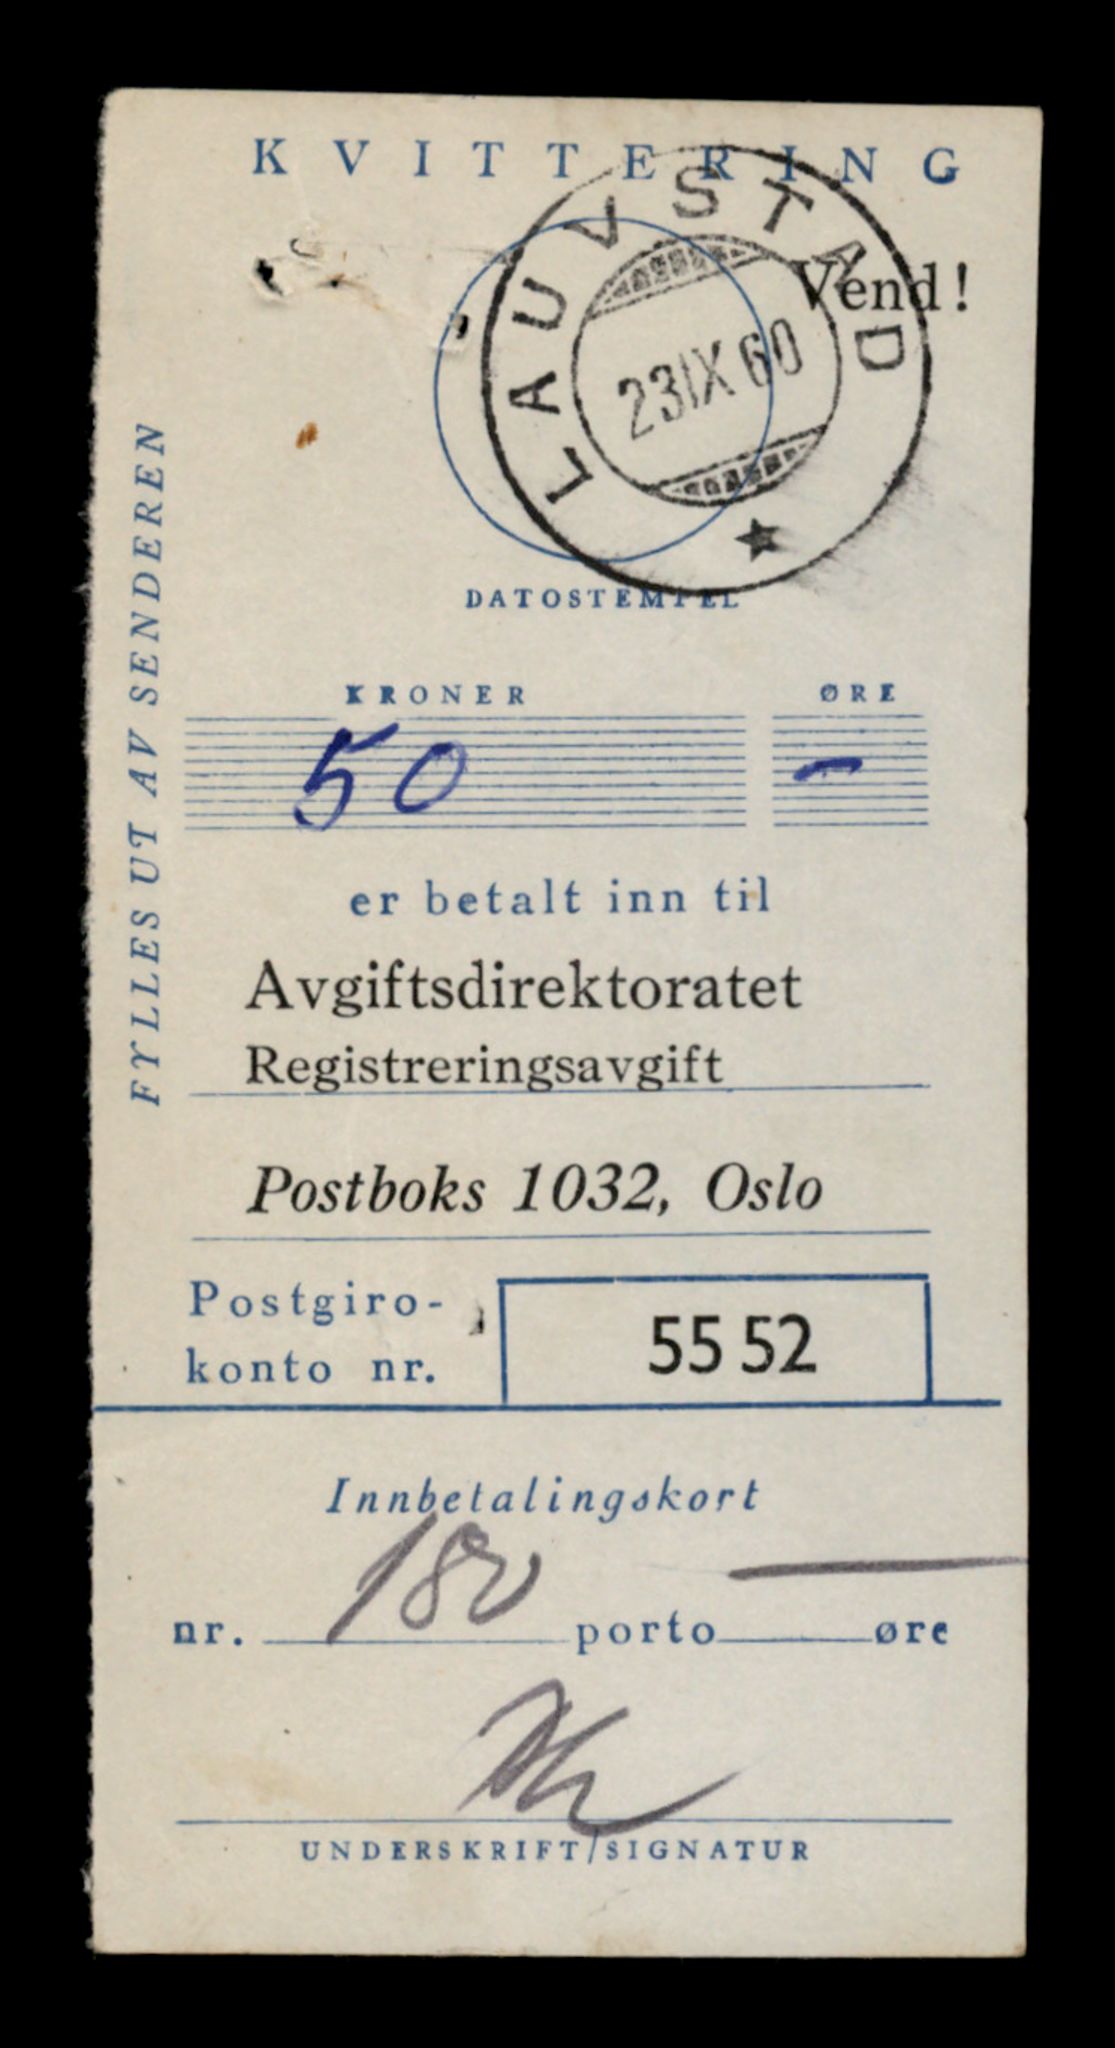 KVITTERING
LAUVSTAD
Vend!
23 IX 60
DATOSTEMPEL
FYLLES UT AV SENDEREN
KRONER ØRE
50 -
er betalt inn til
Avgiftsdirektoratet
Registreringsavgift
Postboks 1032, Oslo
Postgiro-
konto nr.
55 52
Innbetalingskort
nr. 180 porto — øre
UNDERSKRIFT/SIGNATUR